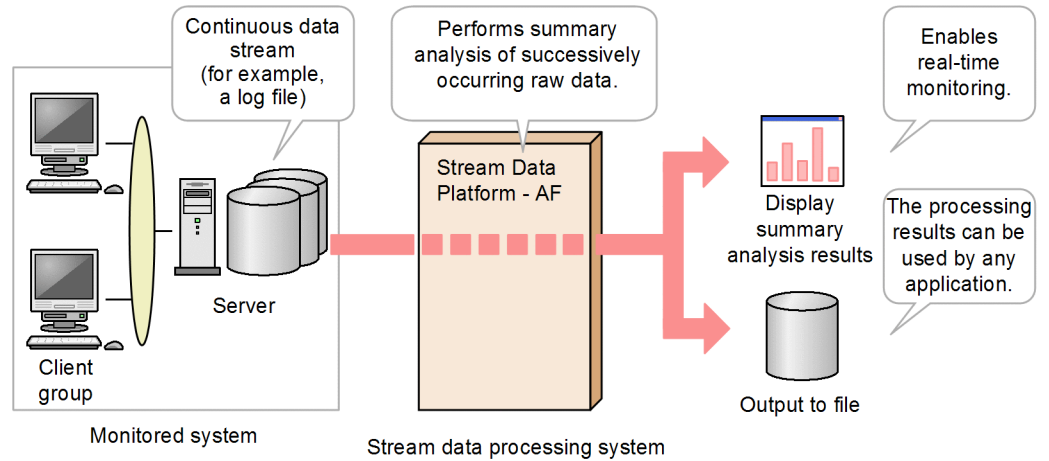 Continuous data
stream
(for example,
a log file)
Performs summary
analysis of successively
occurring raw data.
Enables
real-time
monitoring.
Stream Data
Platform - AF
Display
summary
analysis results
The processing
results can be
used by any
application.
Server
Client
group
Output to file
Monitored system
Stream data processing system